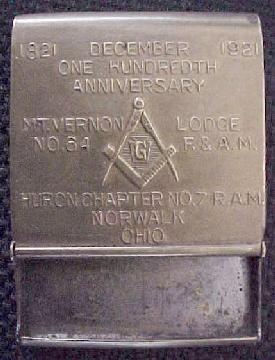 1821 DECEMBER 1921
ONE HUNDREDTH
ANNIVERSARY
MT. VERNON LODGE
NO. 64 F. & A. M.
G
HURON CHAPTER NO. 7 R. A. M.
NORWALK
OHIO